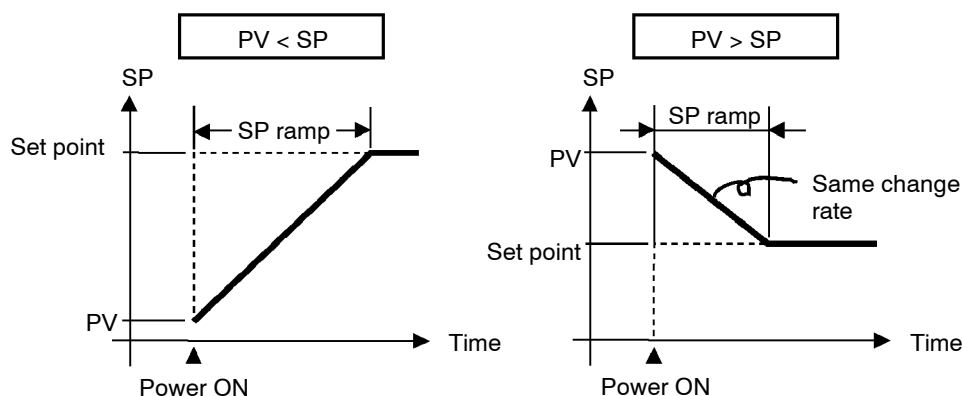 PV < SP
SP
SP ramp
Set point
PV
Time
Power ON
PV > SP
SP
SP ramp
PV
Same change
rate
Set point
Time
Power ON